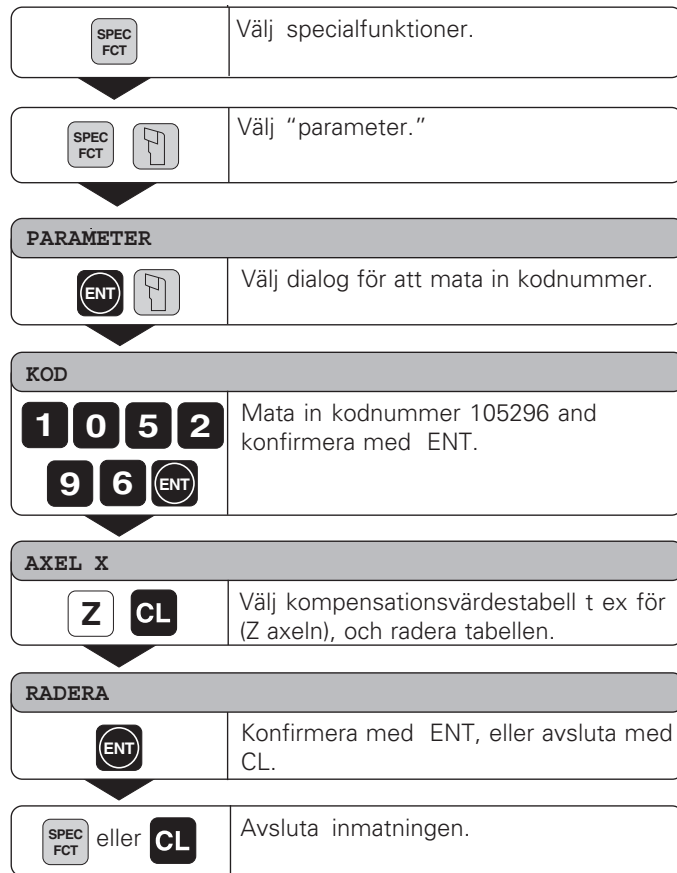 SPEC
FCT
Välj specialfunktioner.
SPEC
FCT
Välj “parameter.”
PARAMETER
ENT
Välj dialog för att mata in kodnummer.
KOD
1 0 5 2
9 6 ENT
Mata in kodnummer 105296 and
konfirmera med ENT.
AXEL X
Z CL
Välj kompensationsvärdestabell t ex för
(Z axeln), och radera tabellen.
RADERA
ENT
Konfirmera med ENT, eller avsluta med
CL.
SPEC
FCT eller CL
Avsluta inmatningen.